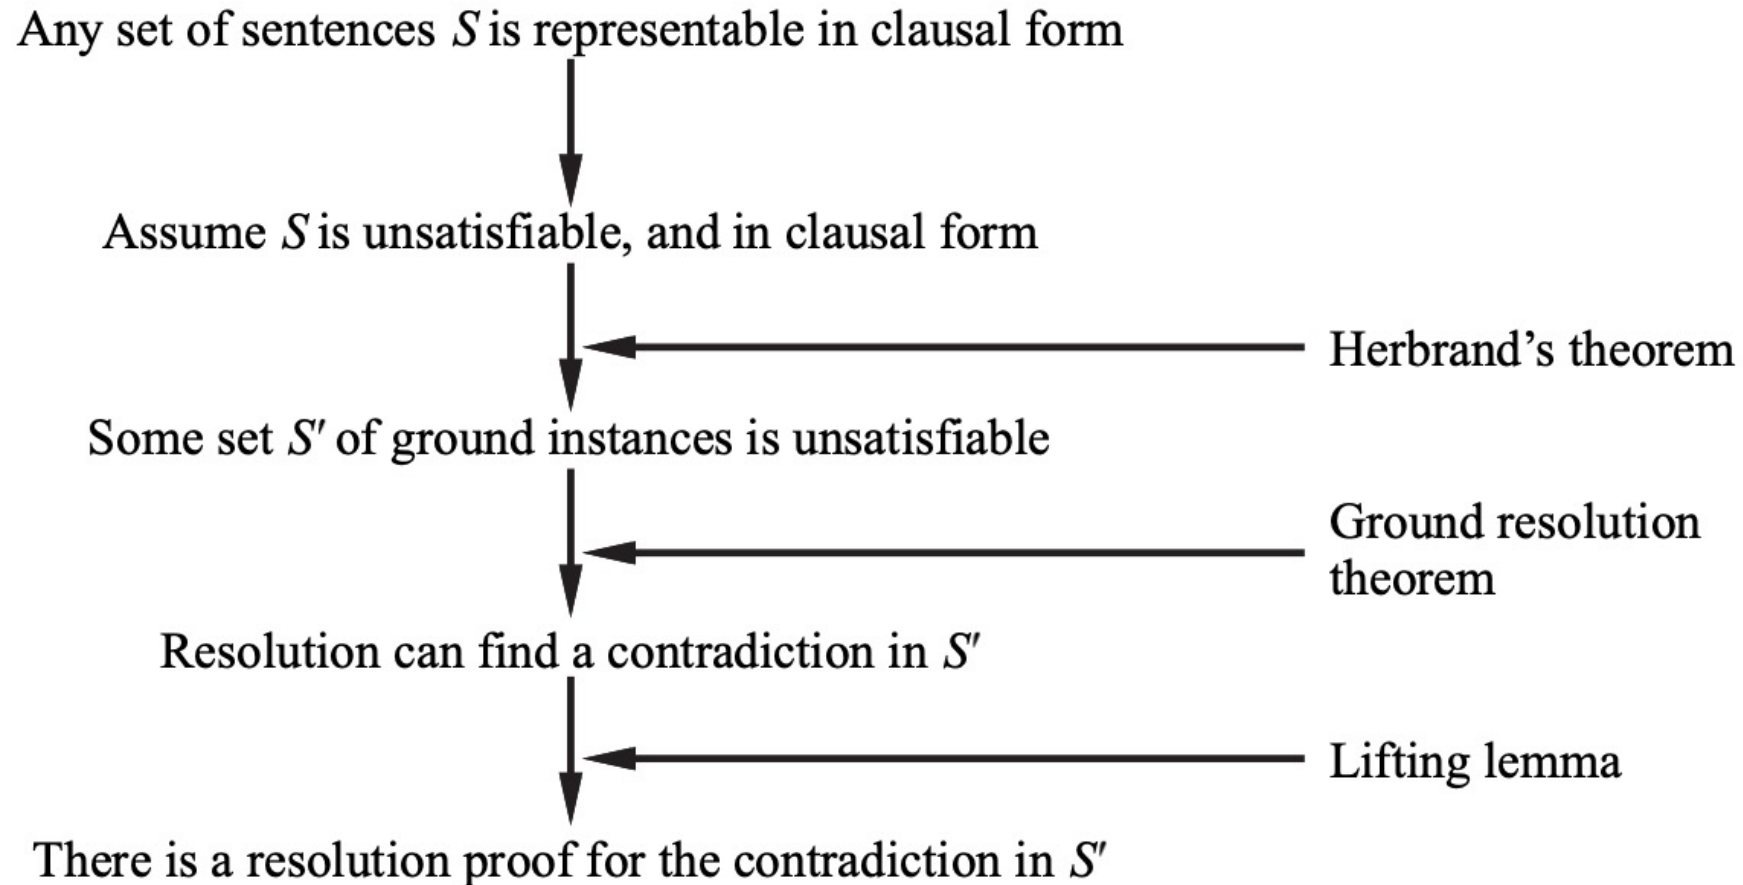 Any set of sentences S is representable in clausal form
Assume S is unsatisfiable, and in clausal form
Herbrand’s theorem
Some set S′ of ground instances is unsatisfiable
Ground resolution
theorem
Resolution can find a contradiction in S′
Lifting lemma
There is a resolution proof for the contradiction in S′